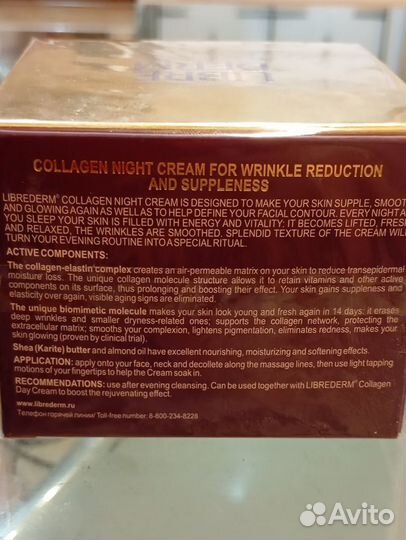 LIBRE
DERM
COLLAGEN NIGHT CREAM FOR WRINKLE REDUCTION
AND SUPPLENESS
LIBREDERM® COLLAGEN NIGHT CREAM IS DESIGNED TO MAKE YOUR SKIN SUPPLE, SMOOT
AND GLOWING AGAIN AS WELL AS TO HELP DEFINE YOUR FACIAL CONTOUR. EVERY NIGHT A
YOU SLEEP YOUR SKIN IS FILLED WITH ENERGY AND VITALITY: IT BECOMES LIFTED, FRES
AND RELAXED, THE WRINKLES ARE SMOOTHED. SPLENDID TEXTURE OF THE CREAM WIL
TURN YOUR EVENING ROUTINE INTO A SPECIAL RITUAL.
ACTIVE COMPONENTS:
The collagen-elastin complex creates an air-permeable matrix on your skin to reduce transepidermal
moisture loss. The unique collagen molecule structure allows it to retain vitamins and other active
components on its surface, thus prolonging and boosting their effect. Your skin gains suppleness and
elasticity over again, visible aging signs are eliminated.
The unique biomimetic molecule makes your skin look young and fresh again in 14 days: it erases
deep wrinkles and smaller dryness-related ones; supports the collagen network, protecting the
extracellular matrix; smooths your complexion, lightens pigmentation, eliminates redness, makes your
skin glowing (proven by clinical trial).
Shea (Karite) butter and almond oil have excellent nourishing, moisturizing and softening effects.
APPLICATION: apply onto your face, neck and decollete along the massage lines, then use light tapping
motions of your fingertips to help the Cream soak in.
RECOMMENDATIONS: use after evening cleansing. Can be used together with LIBREDERM® Collagen
Day Cream to boost the rejuvenating effect.
www.librederm.ru
Телефон горячей линии/ Toll-free number: 8-800-234-8228
Avito